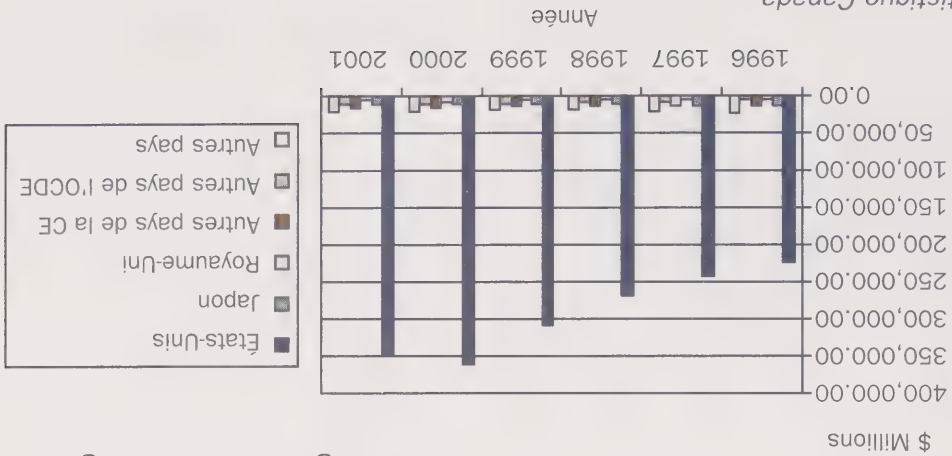 $ Millions
400,000.00
350,000.00
300,000.00
250,000.00
200,000.00
150,000.00
100,000.00
50,000.00
0.00
1996 1997 1998 1999 2000 2001
Année
États-Unis
Japon
Royaume-Uni
Autres pays de la CE
Autres pays de l'OCDE
Autres pays
Canada